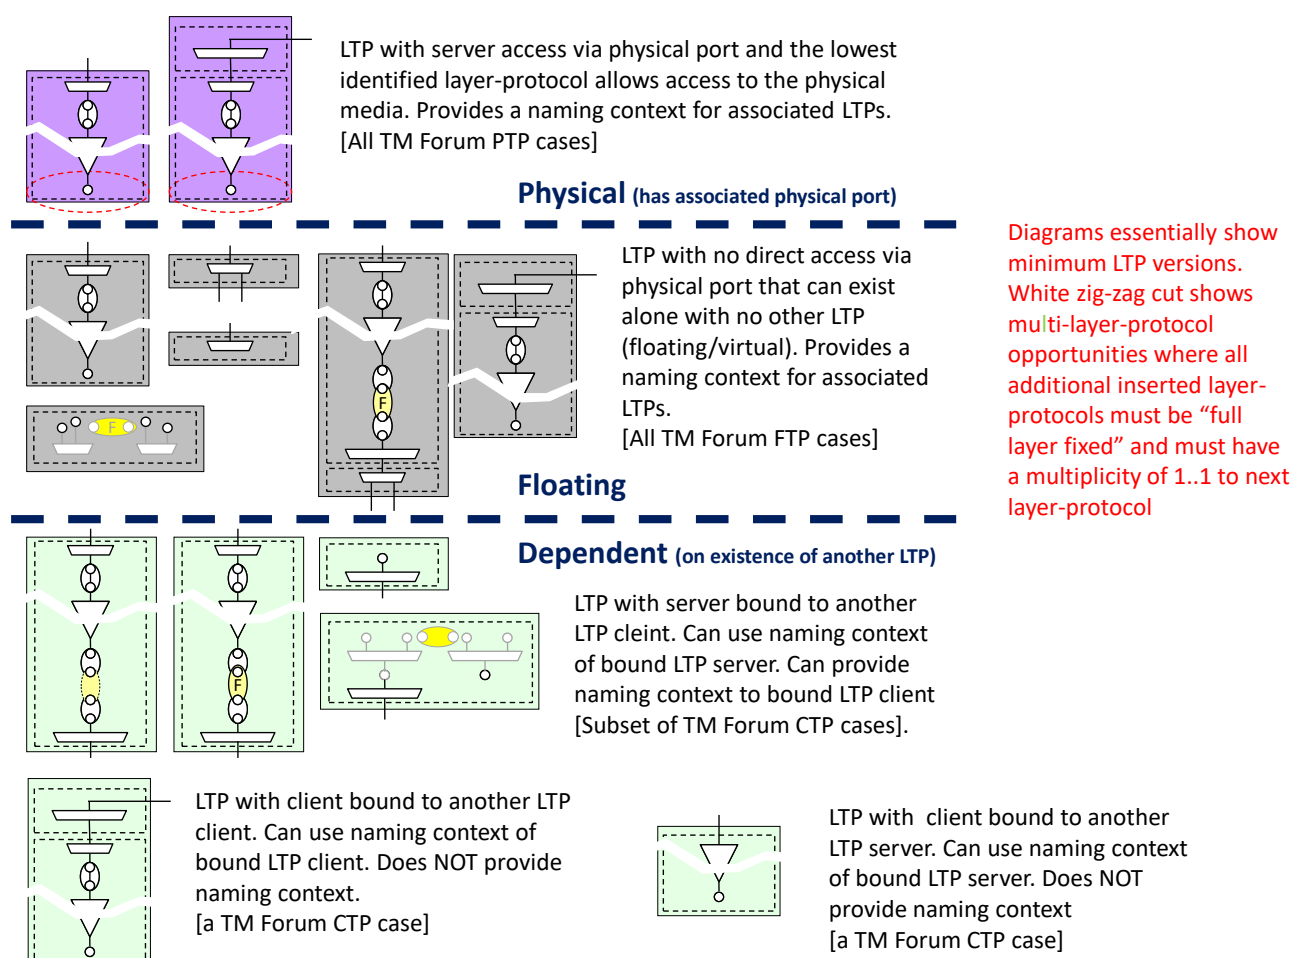 LTP with server access via physical port and the lowest
identified layer-protocol allows access to the physical
media. Provides a naming context for associated LTPs.
[All TM Forum PTP cases]
Physical (has associated physical port)
LTP with no direct access via
physical port that can exist
alone with no other LTP
(floating/virtual). Provides a
naming context for associated
LTPs.
[All TM Forum FTP cases]
F
F
Floating
Diagrams essentially show
minimum LTP versions.
White zig-zag cut shows
multi-layer-protocol
opportunities where all
additional inserted layer-
protocols must be “full
layer fixed” and must have
a multiplicity of 1..1 to next
layer-protocol
Dependent (on existence of another LTP)
F
LTP with server bound to another
LTP cleint. Can use naming context
of bound LTP server. Can provide
naming context to bound LTP client
[Subset of TM Forum CTP cases].
LTP with client bound to another LTP
client. Can use naming context of
bound LTP client. Does NOT provide
naming context.
[a TM Forum CTP case]
LTP with  client bound to another
LTP server. Can use naming context
of bound LTP server. Does NOT
provide naming context
[a TM Forum CTP case]